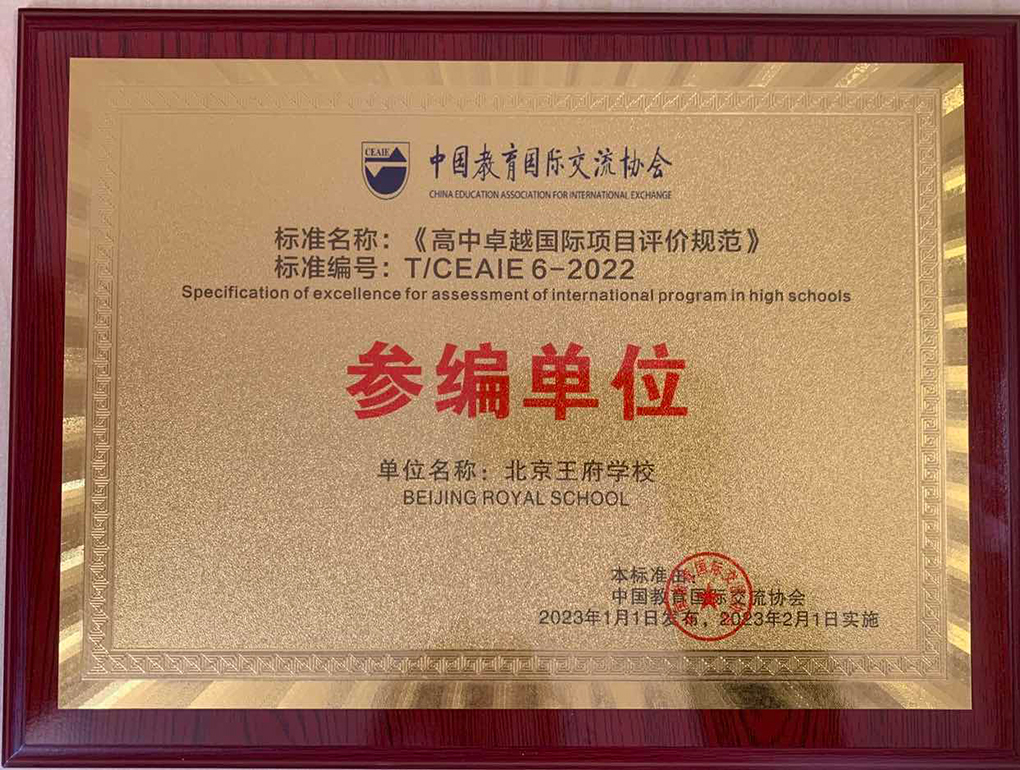 CEAIE
中国教育国际交流协会
CHINA EDUCATION ASSOCIATION FOR INTERNATIONAL EXCHANGE
标准名称：《高中卓越国际项目评价规范》
标准编号：T/CEAIE 6-2022
Specification of excellence for assessment of international program in high schools
参编单位
单位名称：北京王府学校
BEIJING ROYAL SCHOOL
本标准由：
中国教育国际交流协会
2023年1月1日发布，2023年2月1日实施